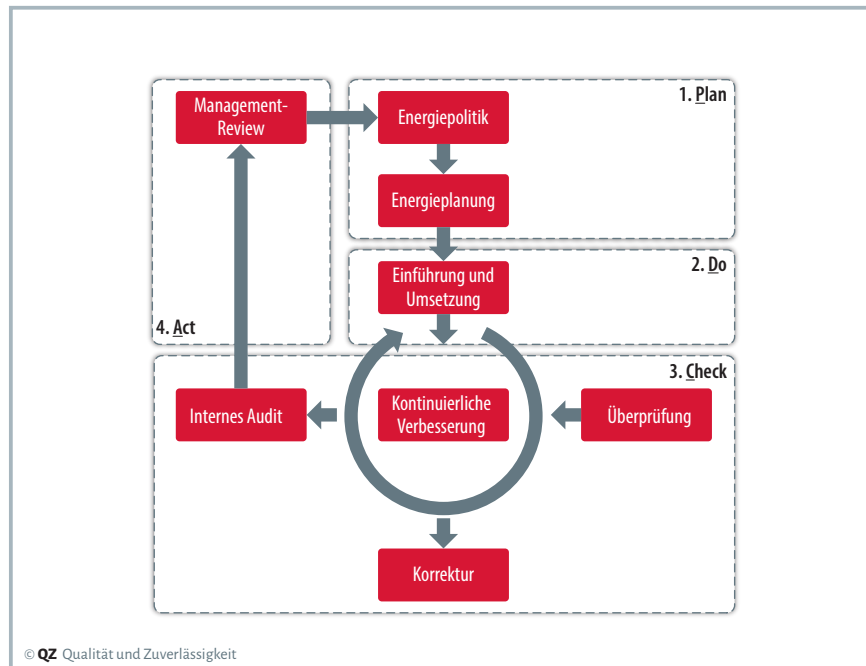 1. Plan
Management-
Review
Energiepolitik
Energieplanung
2. Do
Einführung und
Umsetzung
4. Act
3. Check
Internes Audit
Kontinuierliche
Verbesserung
Überprüfung
Korrektur
© QZ Qualität und Zuverlässigkeit